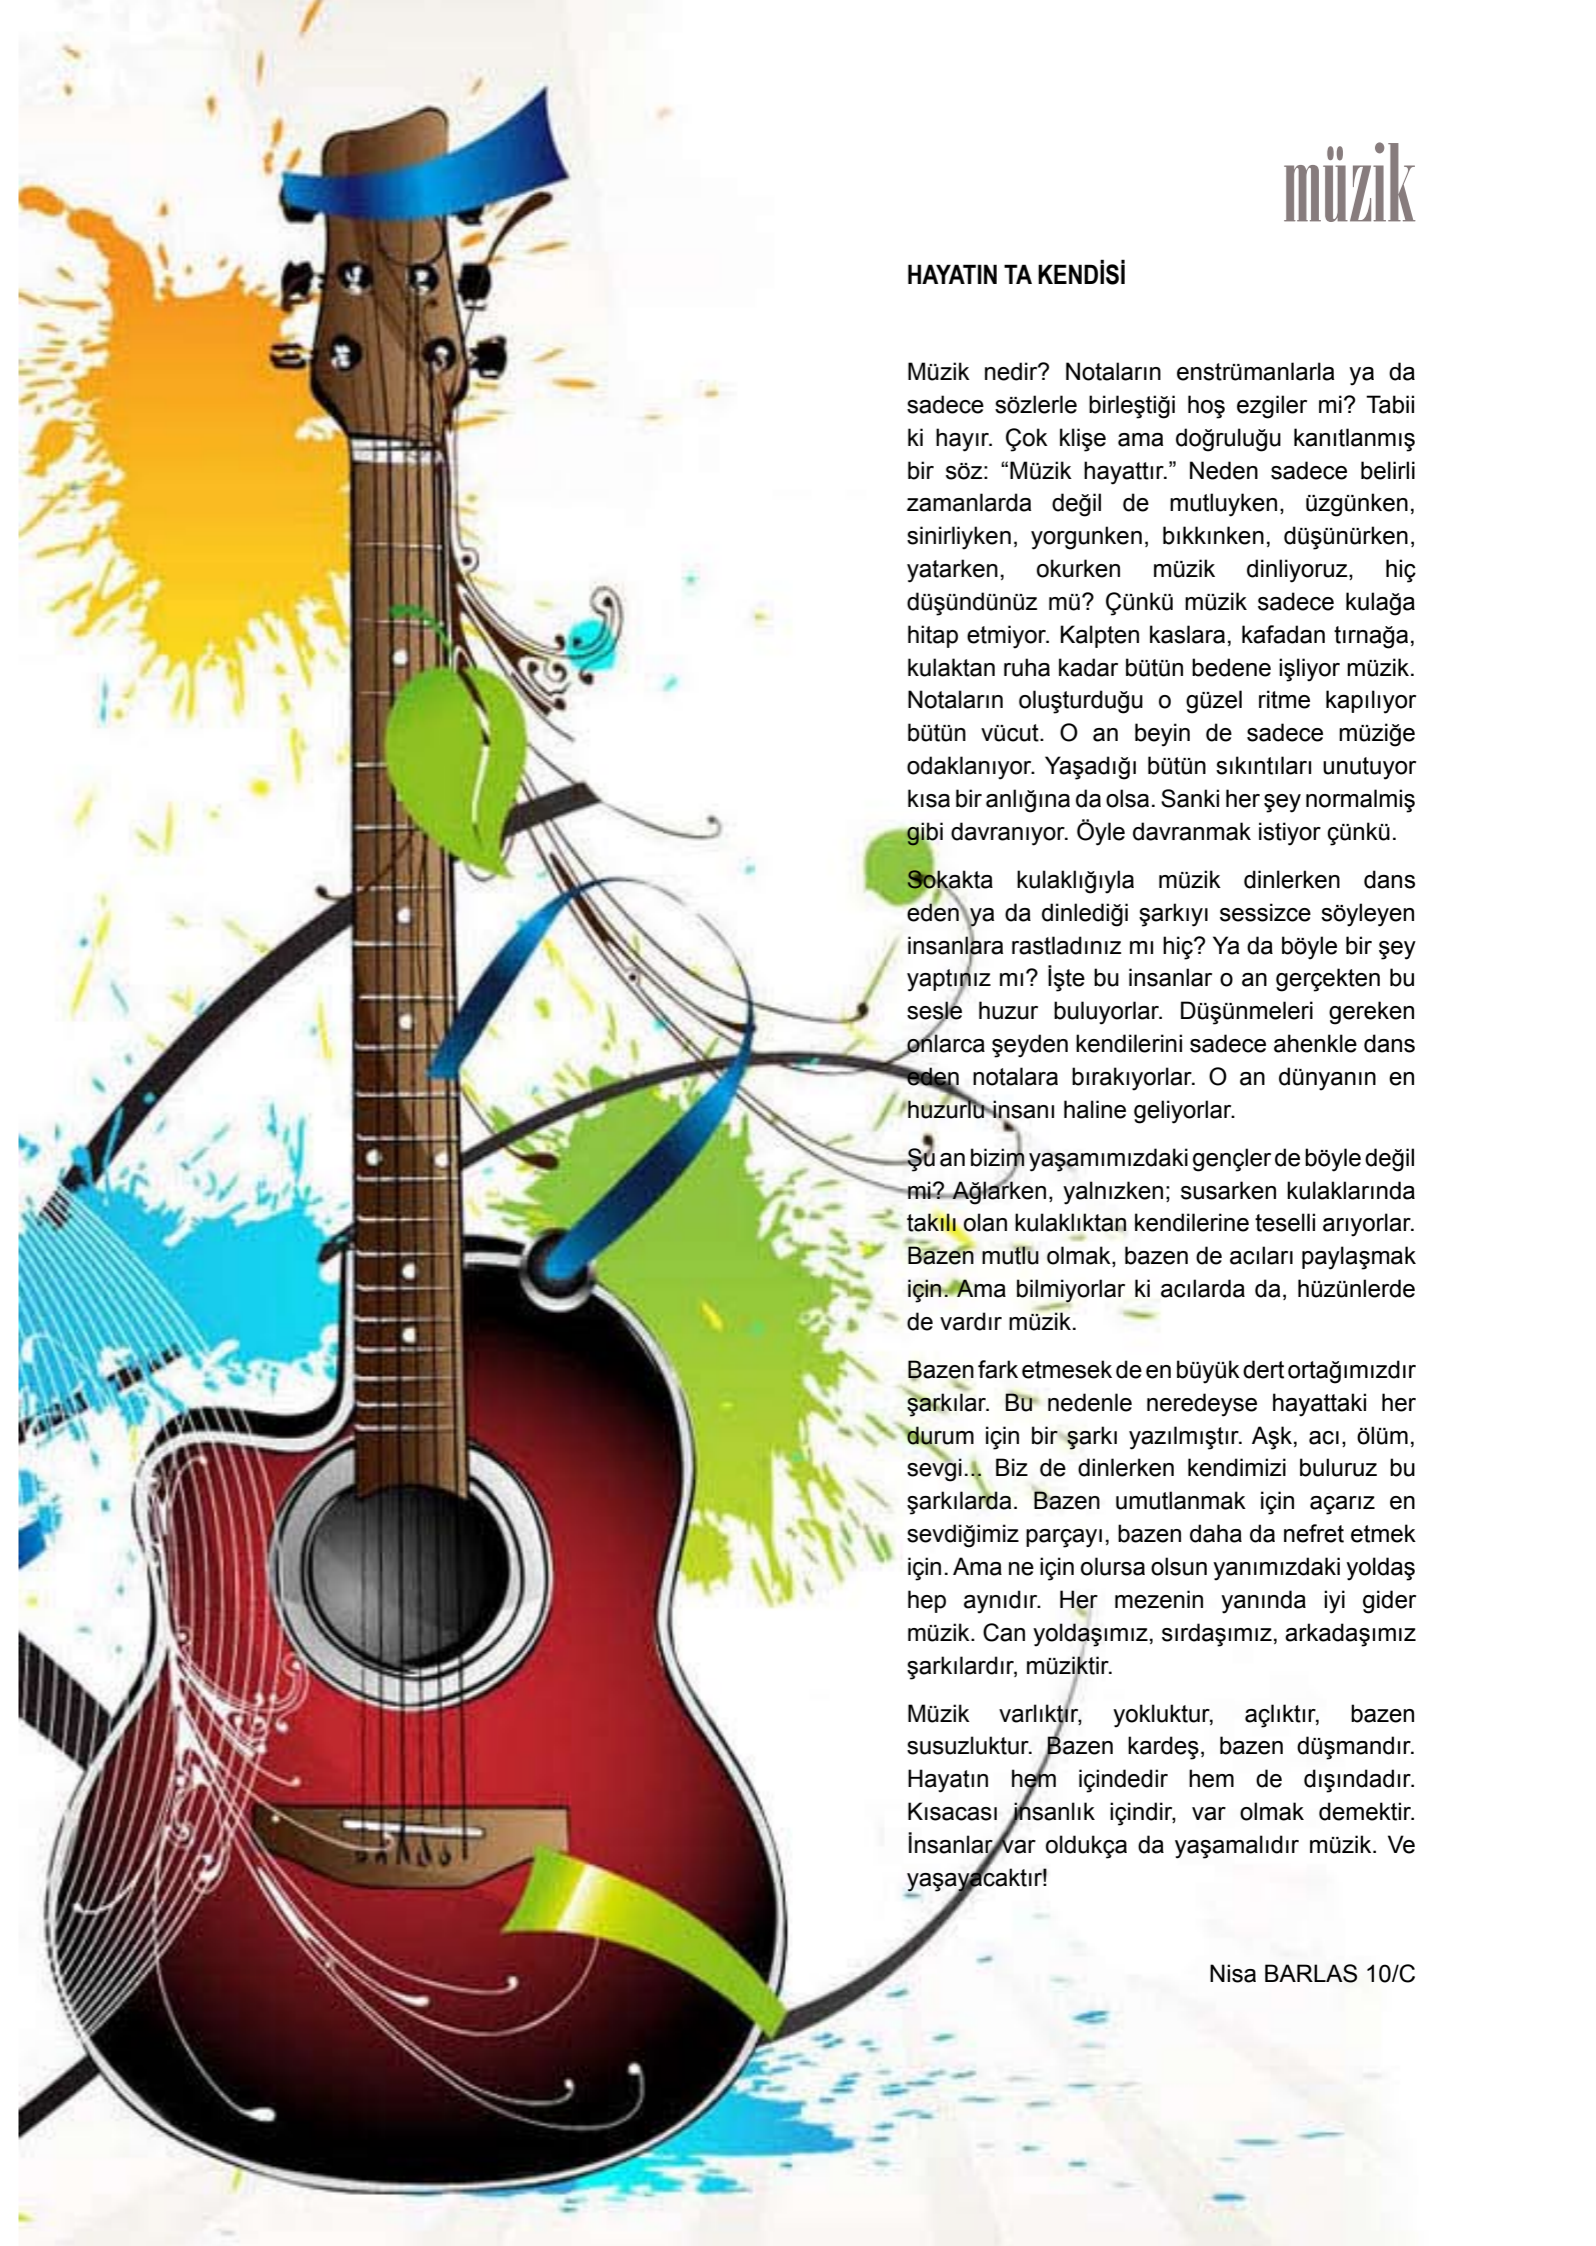 müzik
HAYATIN TA KENDİSİ
Müzik nedir? Notaların enstrümanlarla ya da
sadece sözlerle birleştiği hoş ezgiler mi? Tabii
ki hayır. Çok klişe ama doğruluğu kanıtlanmış
bir söz: “Müzik hayattır.” Neden sadece belirli
zamanlarda değil de mutluyken, üzgünken,
sinirliyken, yorgunken, bıkkınken, düşünürken,
yatarken, okurken müzik dinliyoruz, hiç
düşündünüz mü? Çünkü müzik sadece kulağa
hitap etmiyor. Kalpten kaslara, kafadan tırnağa,
kulaktan ruha kadar bütün bedene işliyor müzik.
Notaların oluşturduğu o güzel ritme kapılıyor
bütün vücut. O an beyin de sadece müziğe
odaklanıyor. Yaşadığı bütün sıkıntıları unutuyor
kısa bir anlığına da olsa. Sanki her şey normalmiş
gibi davranıyor. Öyle davranmak istiyor çünkü.
Sokakta kulaklığıyla müzik dinlerken dans
eden ya da dinlediği şarkıyı sessizce söyleyen
insanlara rastladınız mı hiç? Ya da böyle bir şey
yaptınız mı? İşte bu insanlar o an gerçekten bu
sesle huzur buluyorlar. Düşünmeleri gereken
onlarca şeyden kendilerini sadece ahenkle dans
eden notalara bırakıyorlar. O an dünyanın en
huzurlu insanı haline geliyorlar.
Şu an bizim yaşamımızdaki gençler de böyle değil
mi? Ağlarken, yalnızken; susarken kulaklarında
takılı olan kulaklıktan kendilerine teselli arıyorlar.
Bazen mutlu olmak, bazen de acıları paylaşmak
için. Ama bilmiyorlar ki acılarda da, hüzünlerde
de vardır müzik.
Bazen fark etmesek de en büyük dert ortağımızdır
şarkılar. Bu nedenle neredeyse hayattaki her
durum için bir şarkı yazılmıştır. Aşk, acı, ölüm,
sevgi... Biz de dinlerken kendimizi buluruz bu
şarkılarda. Bazen umutlanmak için açarız en
sevdiğimiz parçayı, bazen daha da nefret etmek
için. Ama ne için olursa olsun yanımızdaki yoldaş
hep aynıdır. Her mezenin yanında iyi gider
müzik. Can yoldaşımız, sırdaşımız, arkadaşımız
şarkılardır, müziktir.
Müzik varlıktır, yokluktur, açlıktır, bazen
susuzluktur. Bazen kardeş, bazen düşmandır.
Hayatın hem içindedir hem de dışındadır.
Kısacası insanlık içindir, var olmak demektir.
İnsanlar var oldukça da yaşamalıdır müzik. Ve
yaşayacaktır!
Nisa BARLAS 10/C